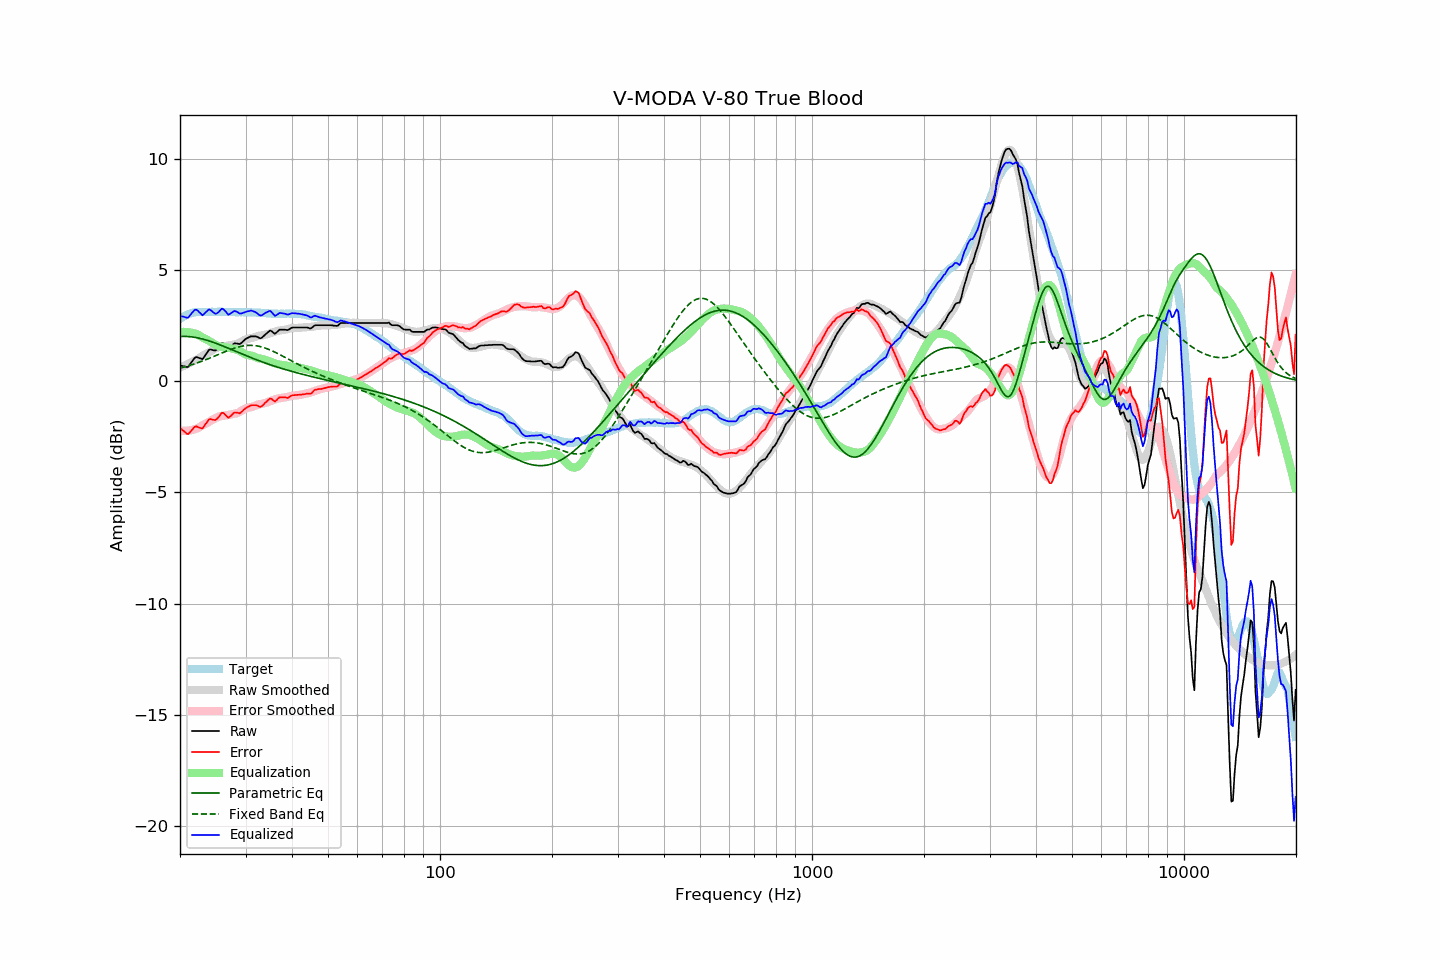 V-MODA V-80 True Blood
Amplitude (dBr)
10
5
0
−5
−10
−15
−20
Target
Raw Smoothed
Error Smoothed
Raw
Error
Equalization
Parametric Eq
Fixed Band Eq
Equalized
100
1000
10000
Frequency (Hz)